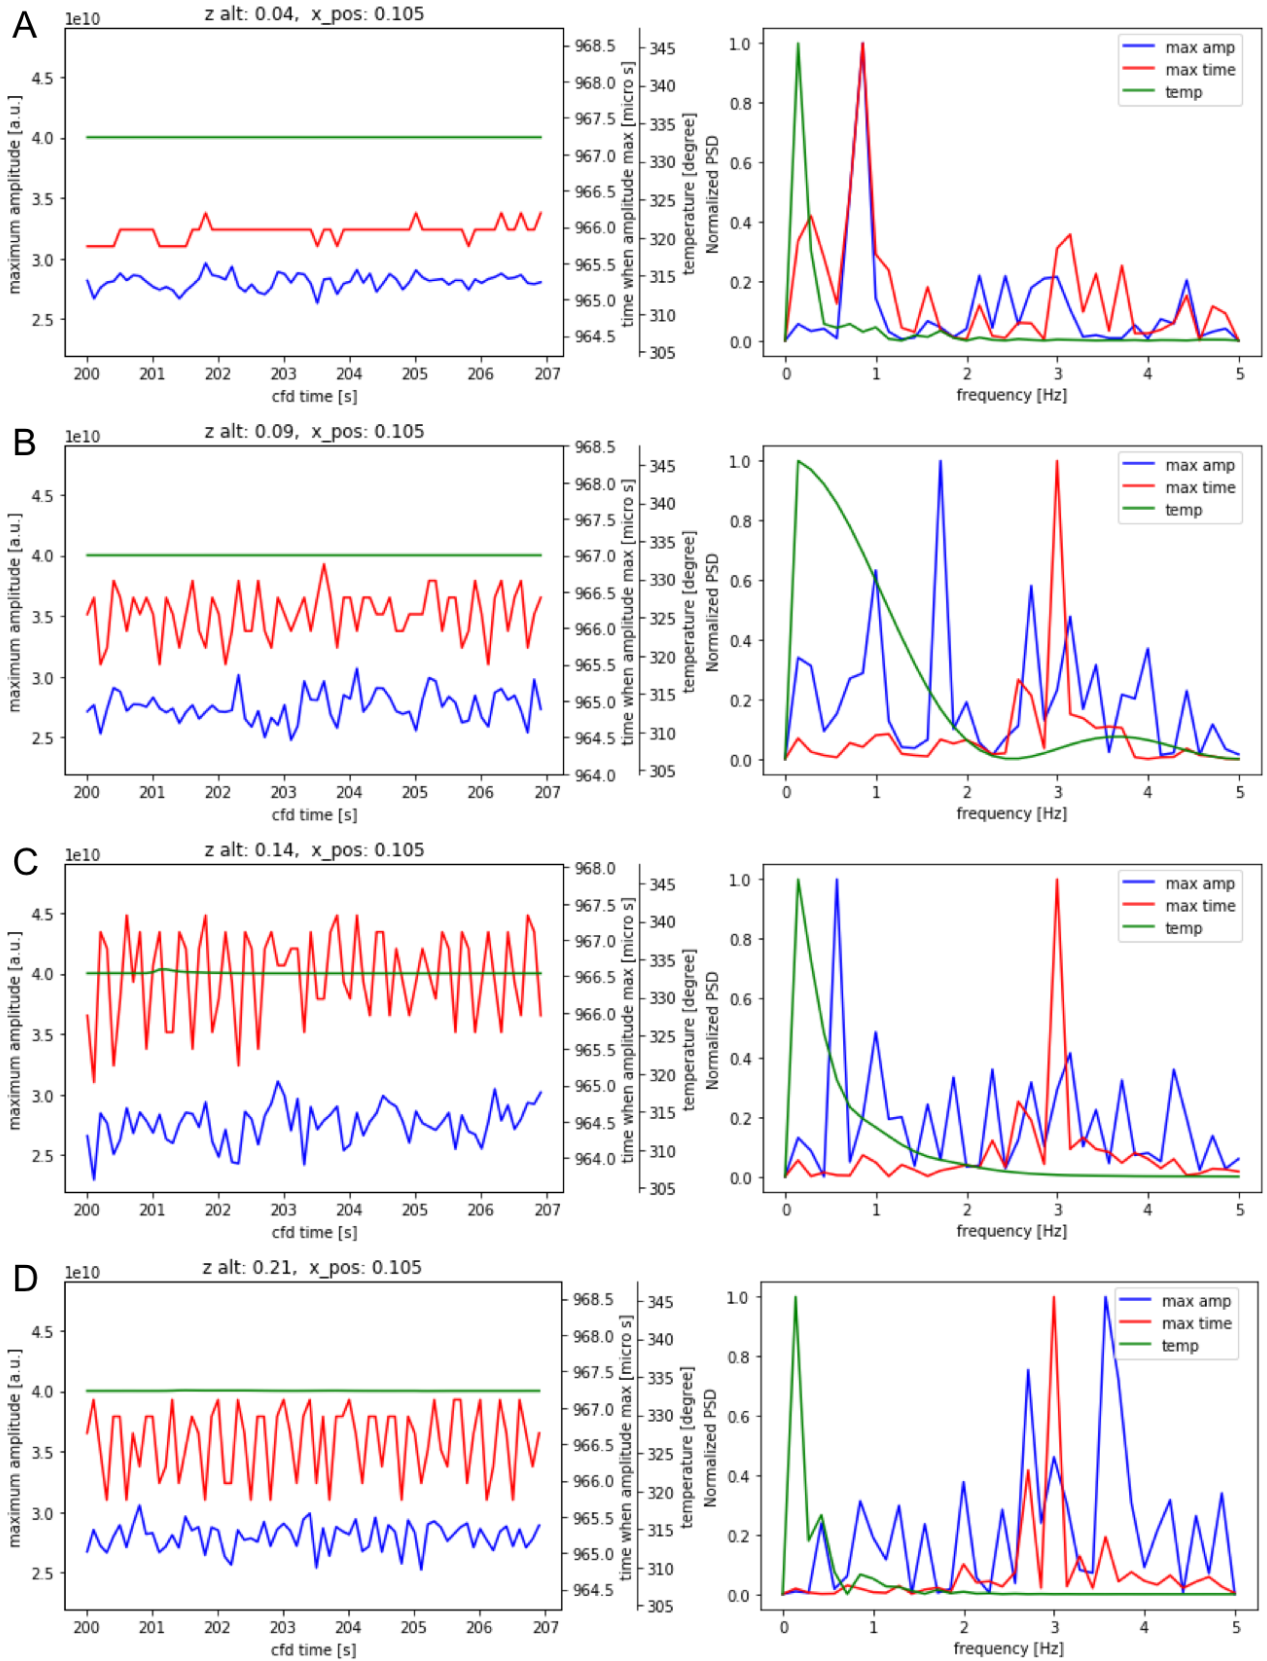 A
z alt: 0.04, x_pos: 0.105
1e10
maximum amplitude [a.u.]
4.5
4.0
3.5
3.0
2.5
200 201 202 203 204 205 206 207
cfd time [s]
968.5
968.0
967.5
967.0
966.5
966.0
965.5
965.0
964.5
time when amplitude max [micro s]
345
340
335
330
325
320
315
310
305
temperature [degree]
Normalized PSD
1.0
0.8
0.6
0.4
0.2
0.0
0 1 2 3 4 5
frequency [Hz]
max amp
max time
temp
B
z alt: 0.09, x_pos: 0.105
1e10
maximum amplitude [a.u.]
4.5
4.0
3.5
3.0
2.5
200 201 202 203 204 205 206 207
cfd time [s]
968.5
968.0
967.5
967.0
966.5
966.0
965.5
965.0
964.5
964.0
time when amplitude max [micro s]
345
340
335
330
325
320
315
310
305
temperature [degree]
Normalized PSD
1.0
0.8
0.6
0.4
0.2
0.0
0 1 2 3 4 5
frequency [Hz]
max amp
max time
temp
C
z alt: 0.14, x_pos: 0.105
1e10
maximum amplitude [a.u.]
4.5
4.0
3.5
3.0
2.5
200 201 202 203 204 205 206 207
cfd time [s]
968.0
967.5
967.0
966.5
966.0
965.5
965.0
964.5
964.0
time when amplitude max [micro s]
345
340
335
330
325
320
315
310
305
temperature [degree]
Normalized PSD
1.0
0.8
0.6
0.4
0.2
0.0
0 1 2 3 4 5
frequency [Hz]
max amp
max time
temp
D
z alt: 0.21, x_pos: 0.105
1e10
maximum amplitude [a.u.]
4.5
4.0
3.5
3.0
2.5
200 201 202 203 204 205 206 207
cfd time [s]
968.5
968.0
967.5
967.0
966.5
966.0
965.5
965.0
964.5
time when amplitude max [micro s]
345
340
335
330
325
320
315
310
305
temperature [degree]
Normalized PSD
1.0
0.8
0.6
0.4
0.2
0.0
0 1 2 3 4 5
frequency [Hz]
max amp
max time
temp